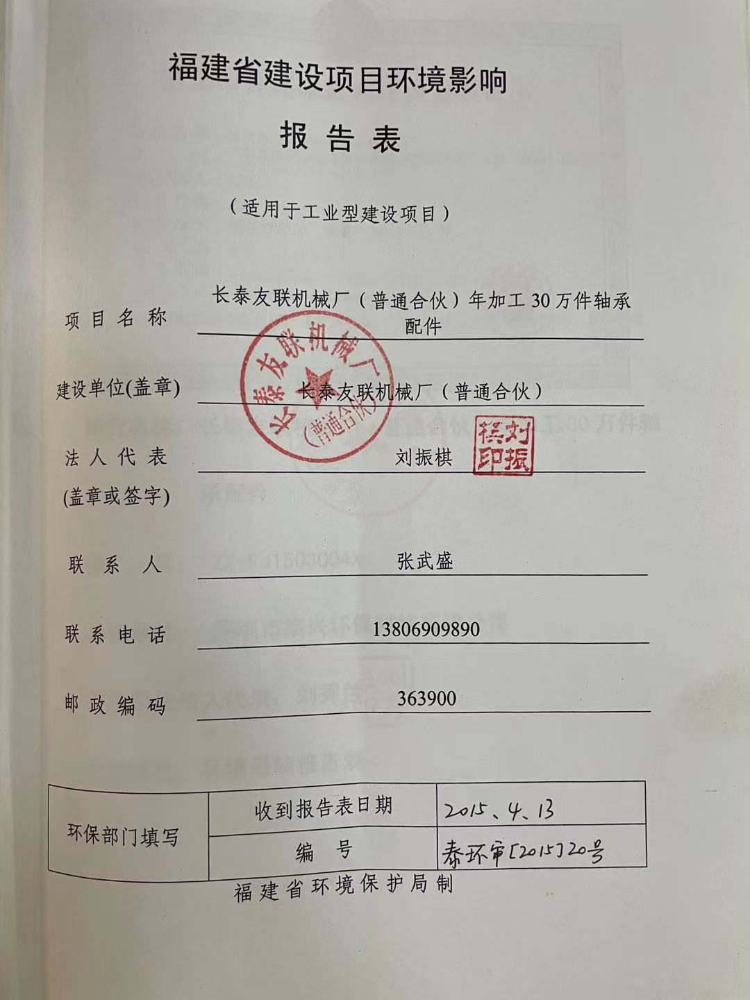 福建省建设项目环境影响
报告表
（适用于工业型建设项目）
项目名称 长泰友联机械厂（普通合伙）年加工30万件轴承
配件
建设单位(盖章) 长泰友联机械厂（普通合伙）
长泰友联机械厂
（普通合伙）
法人代表 刘振棋
刘振
棋印
(盖章或签字)
联系人 张武盛
联系电话 13806909890
邮政编码 363900
环保部门填写
收到报告表日期 2015、4、13
编号 泰环审[2015]20号
福建省环境保护局制